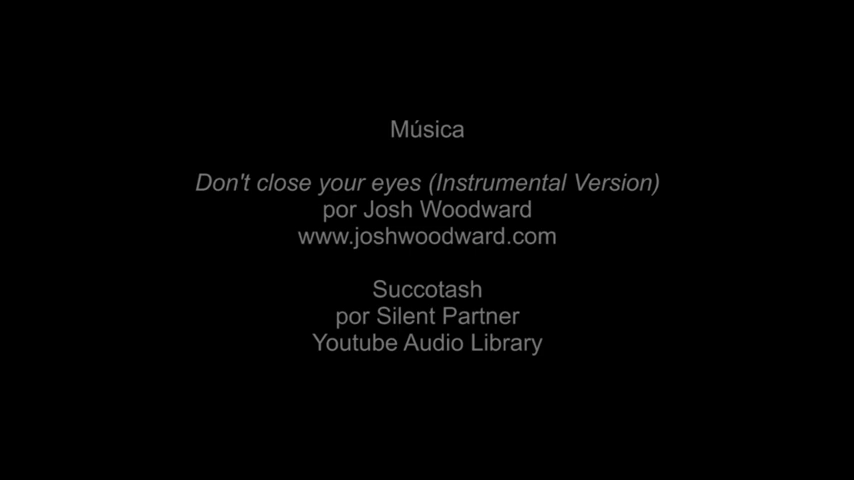 Música
Don't close your eyes (Instrumental Version)
por Josh Woodward
www.joshwoodward.com
Succotash
por Silent Partner
Youtube Audio Library